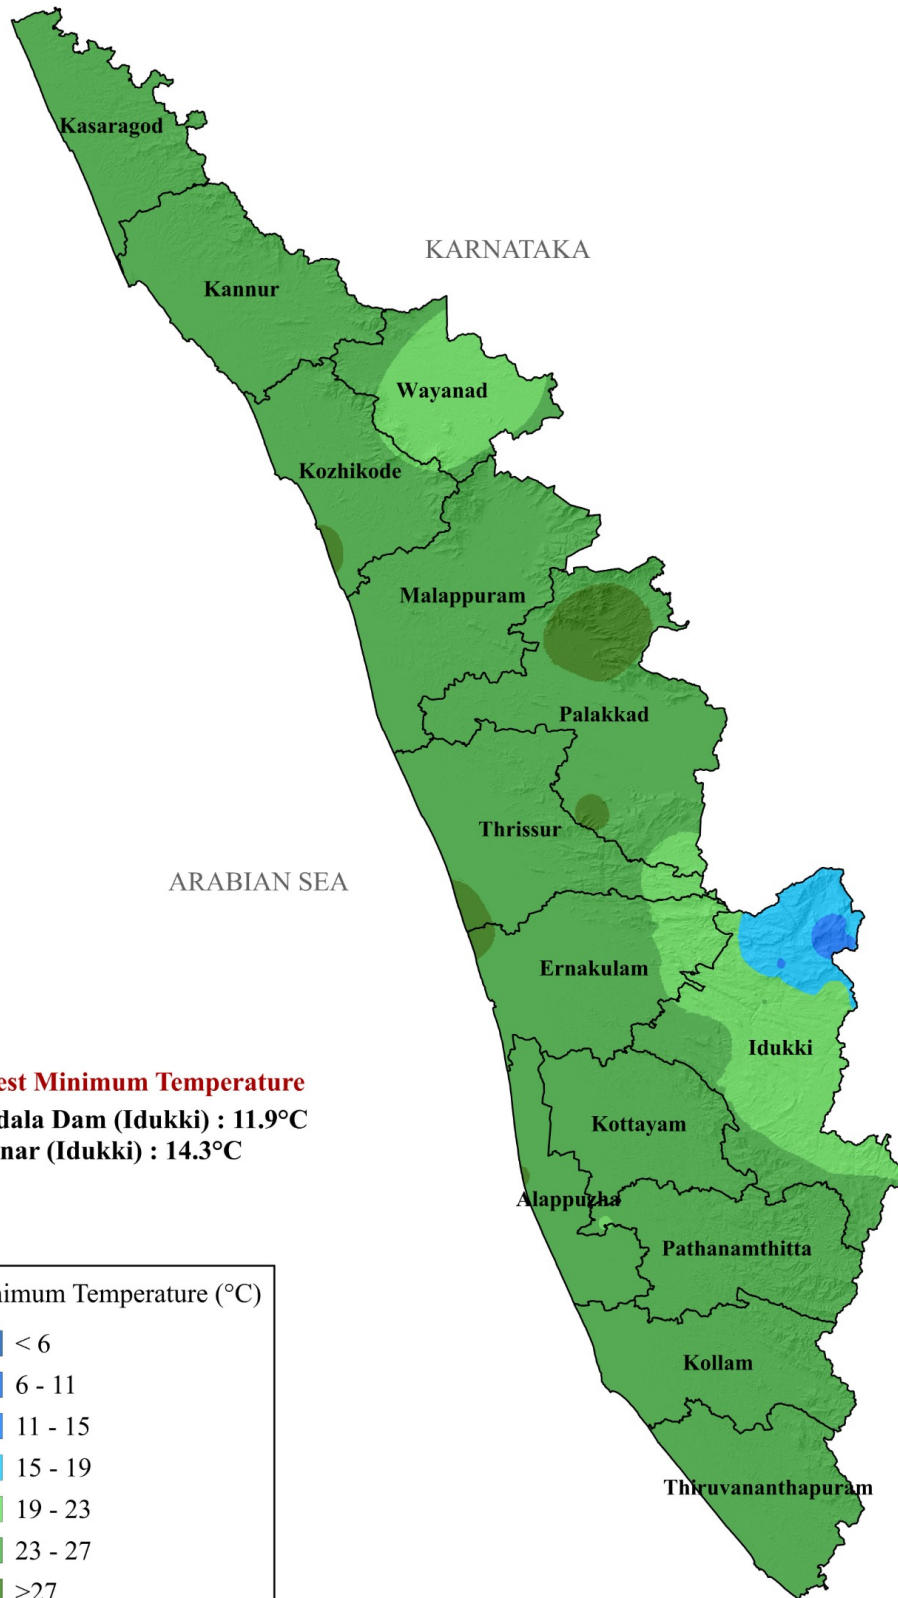 Kasaragod
KARNATAKA
Kannur
Wayanad
Kozhikode
Malappuram
Palakkad
Thrissur
ARABIAN SEA
Ernakulam
Idukki
est Minimum Temperature
dala Dam (Idukki) : 11.9°C
nar (Idukki) : 14.3°C
Kottayam
Alappuzha
Pathanamthitta
nimum Temperature (°C)
< 6
6 - 11
11 - 15
15 - 19
19 - 23
23 - 27
>27
Kollam
Thiruvananthapuram